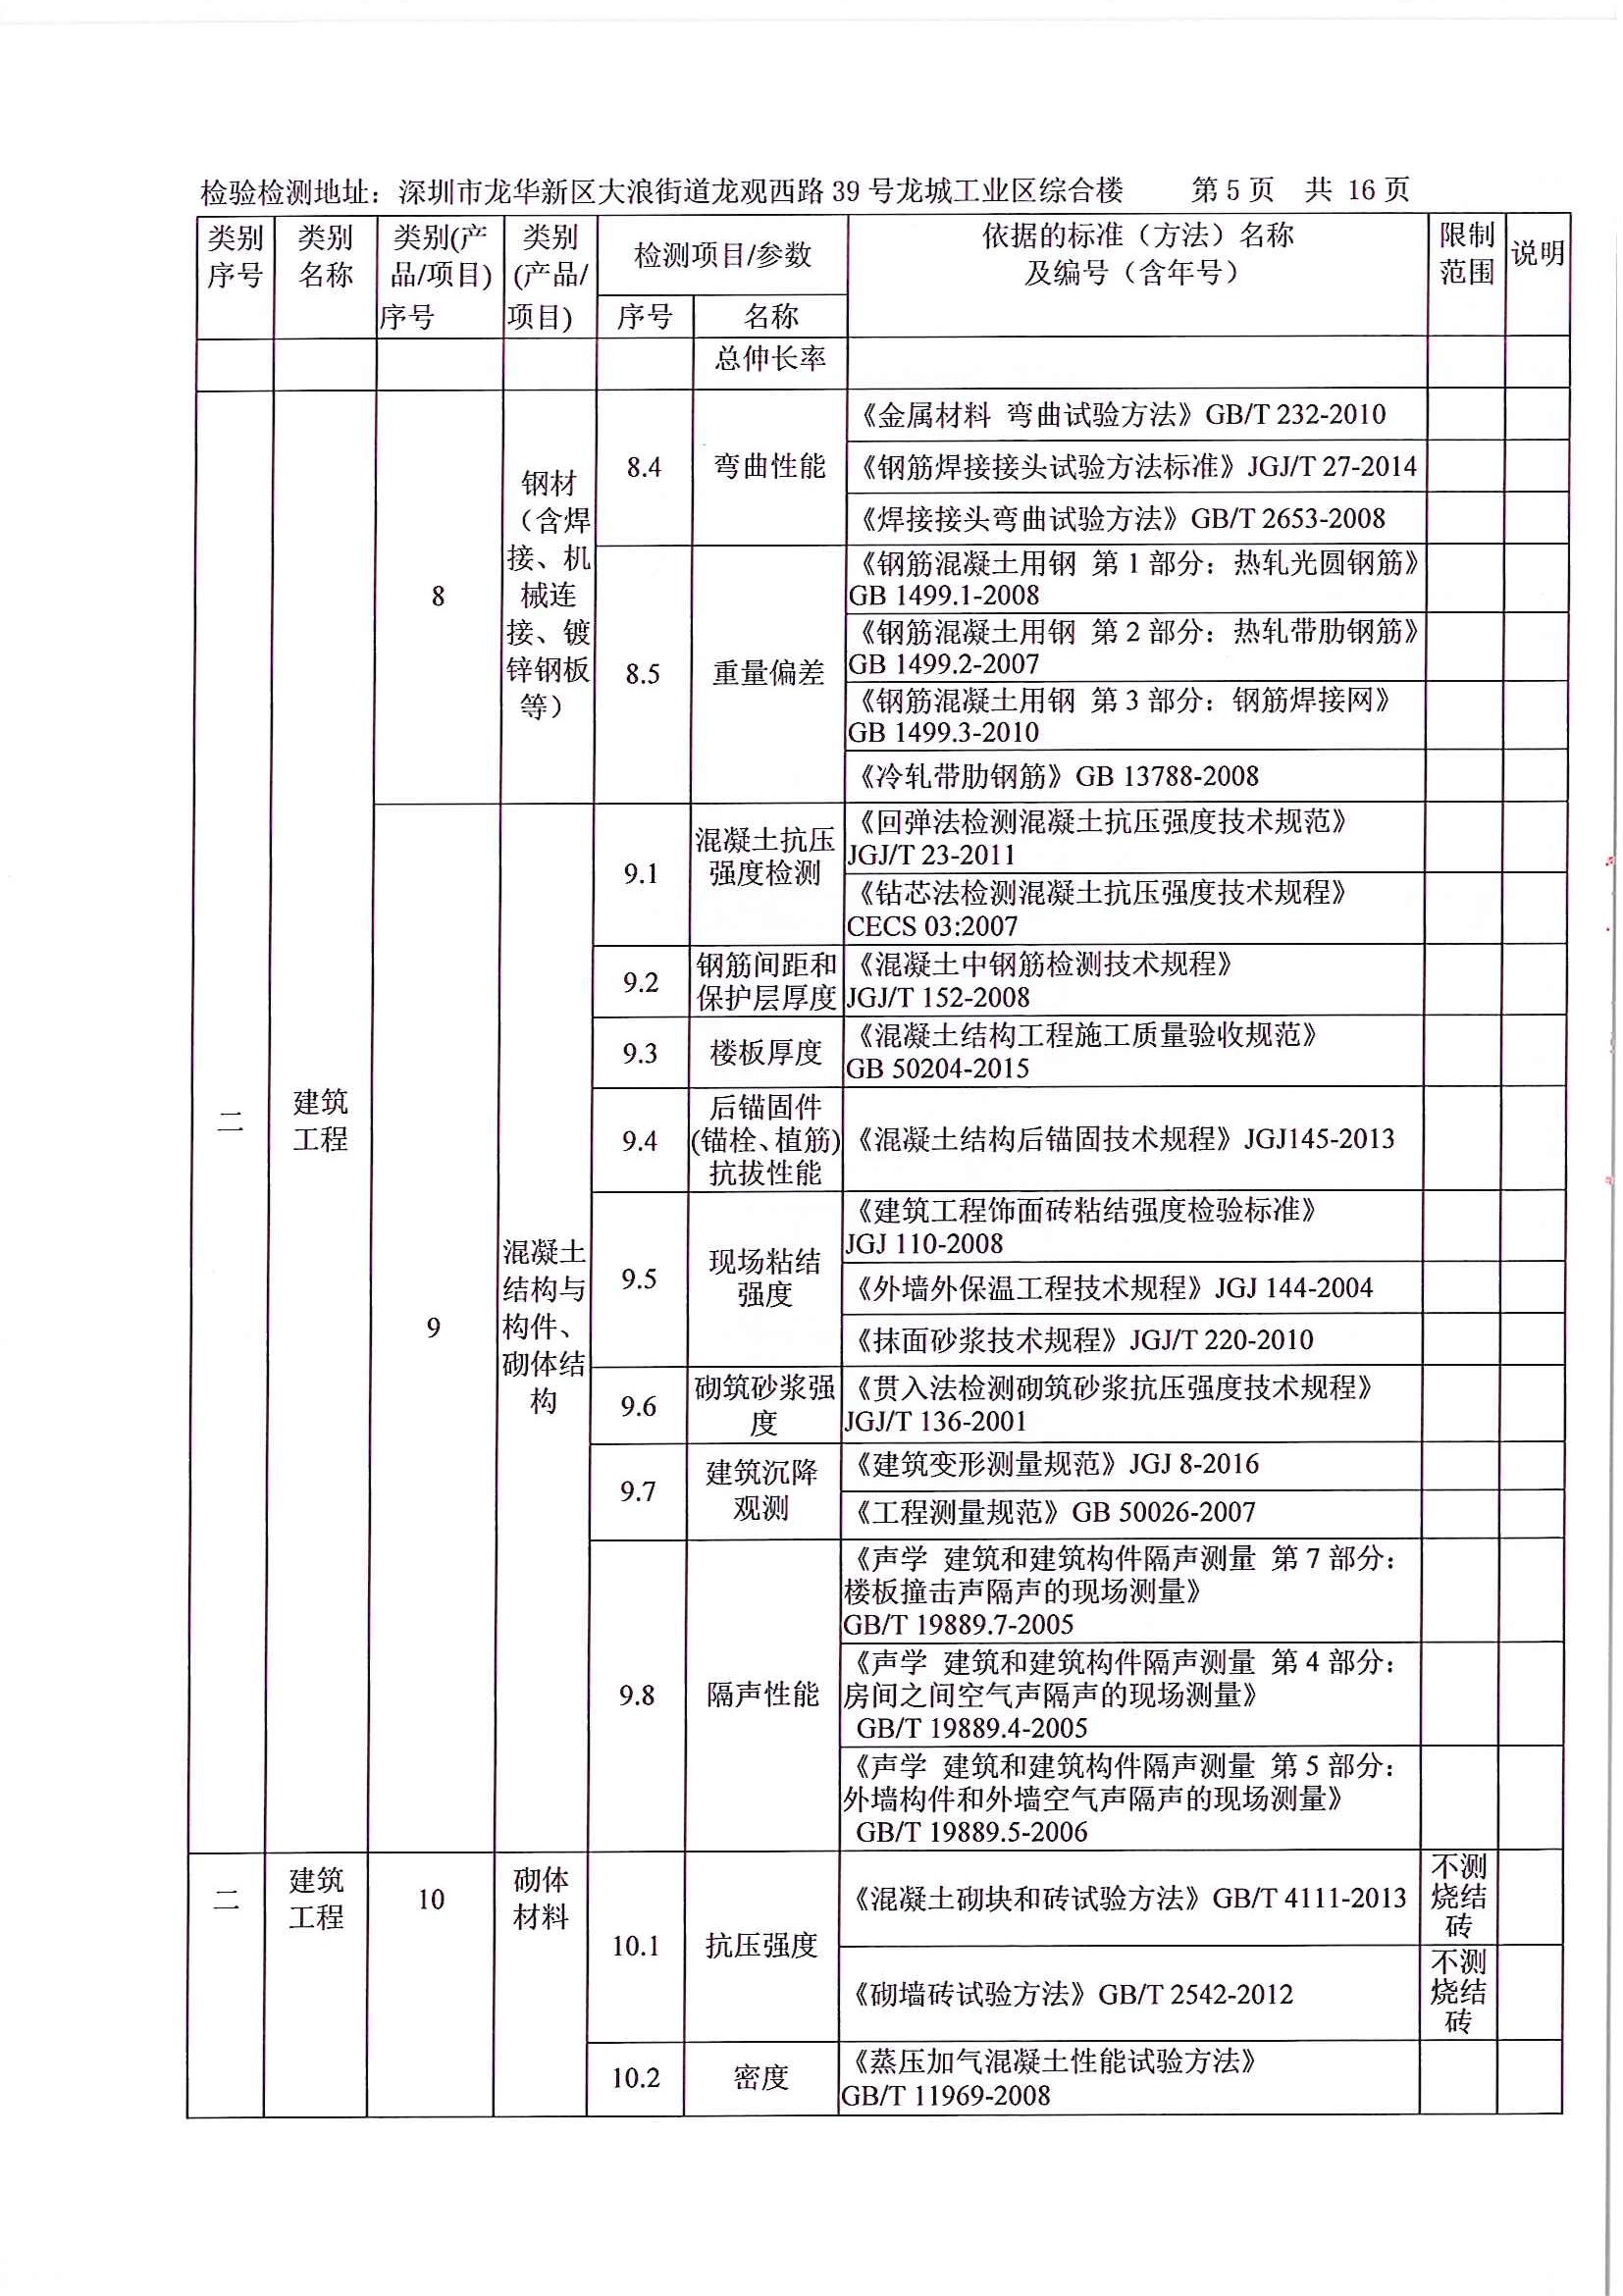 检验检测地址：深圳市龙华新区大浪街道龙观西路 39 号龙城工业区综合楼 第 5 页 共 16 页
类别
序号
类别
名称
类别(产
品/项目)
序号
类别
(产品/
项目)
检测项目/参数
序号
名称
依据的标准（方法）名称
及编号（含年号）
限制
范围
说明
总伸长率
二
建筑
工程
8
钢材
（含焊
接、机
械连
接、镀
锌钢板
等）
8.4
弯曲性能
《金属材料 弯曲试验方法》GB/T 232-2010
《钢筋焊接接头试验方法标准》JGJ/T 27-2014
《焊接接头弯曲试验方法》GB/T 2653-2008
8.5
重量偏差
《钢筋混凝土用钢 第 1 部分：热轧光圆钢筋》
GB 1499.1-2008
《钢筋混凝土用钢 第 2 部分：热轧带肋钢筋》
GB 1499.2-2007
《钢筋混凝土用钢 第 3 部分：钢筋焊接网》
GB 1499.3-2010
《冷轧带肋钢筋》GB 13788-2008
9
混凝土
结构与
构件、
砌体结
构
9.1
混凝土抗压
强度检测
《回弹法检测混凝土抗压强度技术规范》
JGJ/T 23-2011
《钻芯法检测混凝土抗压强度技术规程》
CECS 03:2007
9.2
钢筋间距和
保护层厚度
《混凝土中钢筋检测技术规程》
JGJ/T 152-2008
9.3
楼板厚度
《混凝土结构工程施工质量验收规范》
GB 50204-2015
9.4
后锚固件
(锚栓、植筋)
抗拔性能
《混凝土结构后锚固技术规程》JGJ145-2013
9.5
现场粘结
强度
《建筑工程饰面砖粘结强度检验标准》
JGJ 110-2008
《外墙外保温工程技术规程》JGJ 144-2004
《抹面砂浆技术规程》JGJ/T 220-2010
9.6
砌筑砂浆强
度
《贯入法检测砌筑砂浆抗压强度技术规程》
JGJ/T 136-2001
9.7
建筑沉降
观测
《建筑变形测量规范》JGJ 8-2016
《工程测量规范》GB 50026-2007
9.8
隔声性能
《声学 建筑和建筑构件隔声测量 第 7 部分：
楼板撞击声隔声的现场测量》
GB/T 19889.7-2005
《声学 建筑和建筑构件隔声测量 第 4 部分：
房间之间空气声隔声的现场测量》
GB/T 19889.4-2005
《声学 建筑和建筑构件隔声测量 第 5 部分：
外墙构件和外墙空气声隔声的现场测量》
GB/T 19889.5-2006
二
建筑
工程
10
砌体
材料
10.1
抗压强度
《混凝土砌块和砖试验方法》GB/T 4111-2013
不测
烧结
砖
《砌墙砖试验方法》GB/T 2542-2012
不测
烧结
砖
10.2
密度
《蒸压加气混凝土性能试验方法》
GB/T 11969-2008